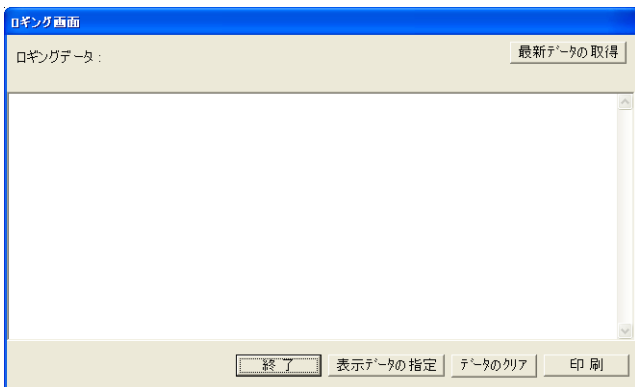 ロギング画面
ロギングデータ :
最新ﾃﾞｰﾀの取得
終 了
表示ﾃﾞｰﾀの指定
ﾃﾞｰﾀのｸﾘｱ
印 刷